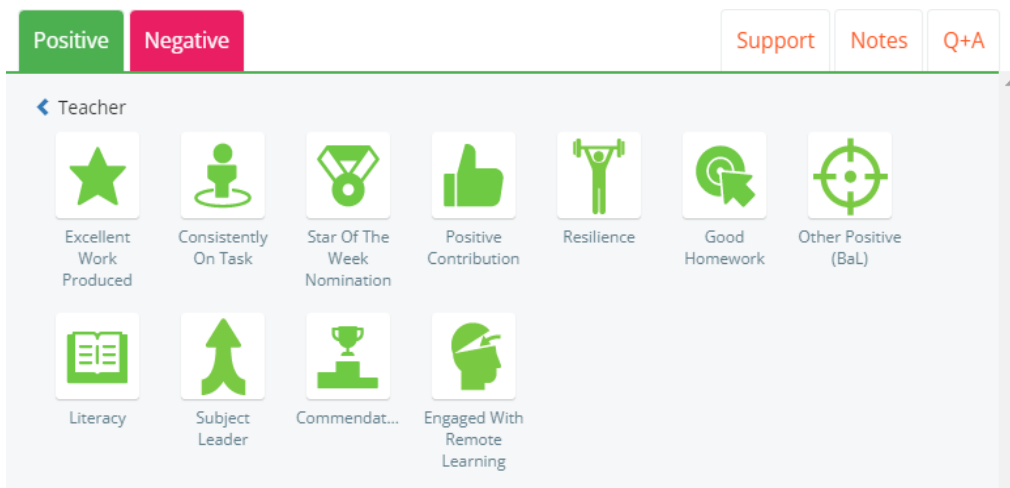 Positive
Negative
Support
Notes
Q+A
Teacher
Excellent
Work
Produced
Consistently
On Task
Star Of The
Week
Nomination
Positive
Contribution
Resilience
Good
Homework
Other Positive
(BaL)
Literacy
Subject
Leader
Commendat...
Engaged With
Remote
Learning